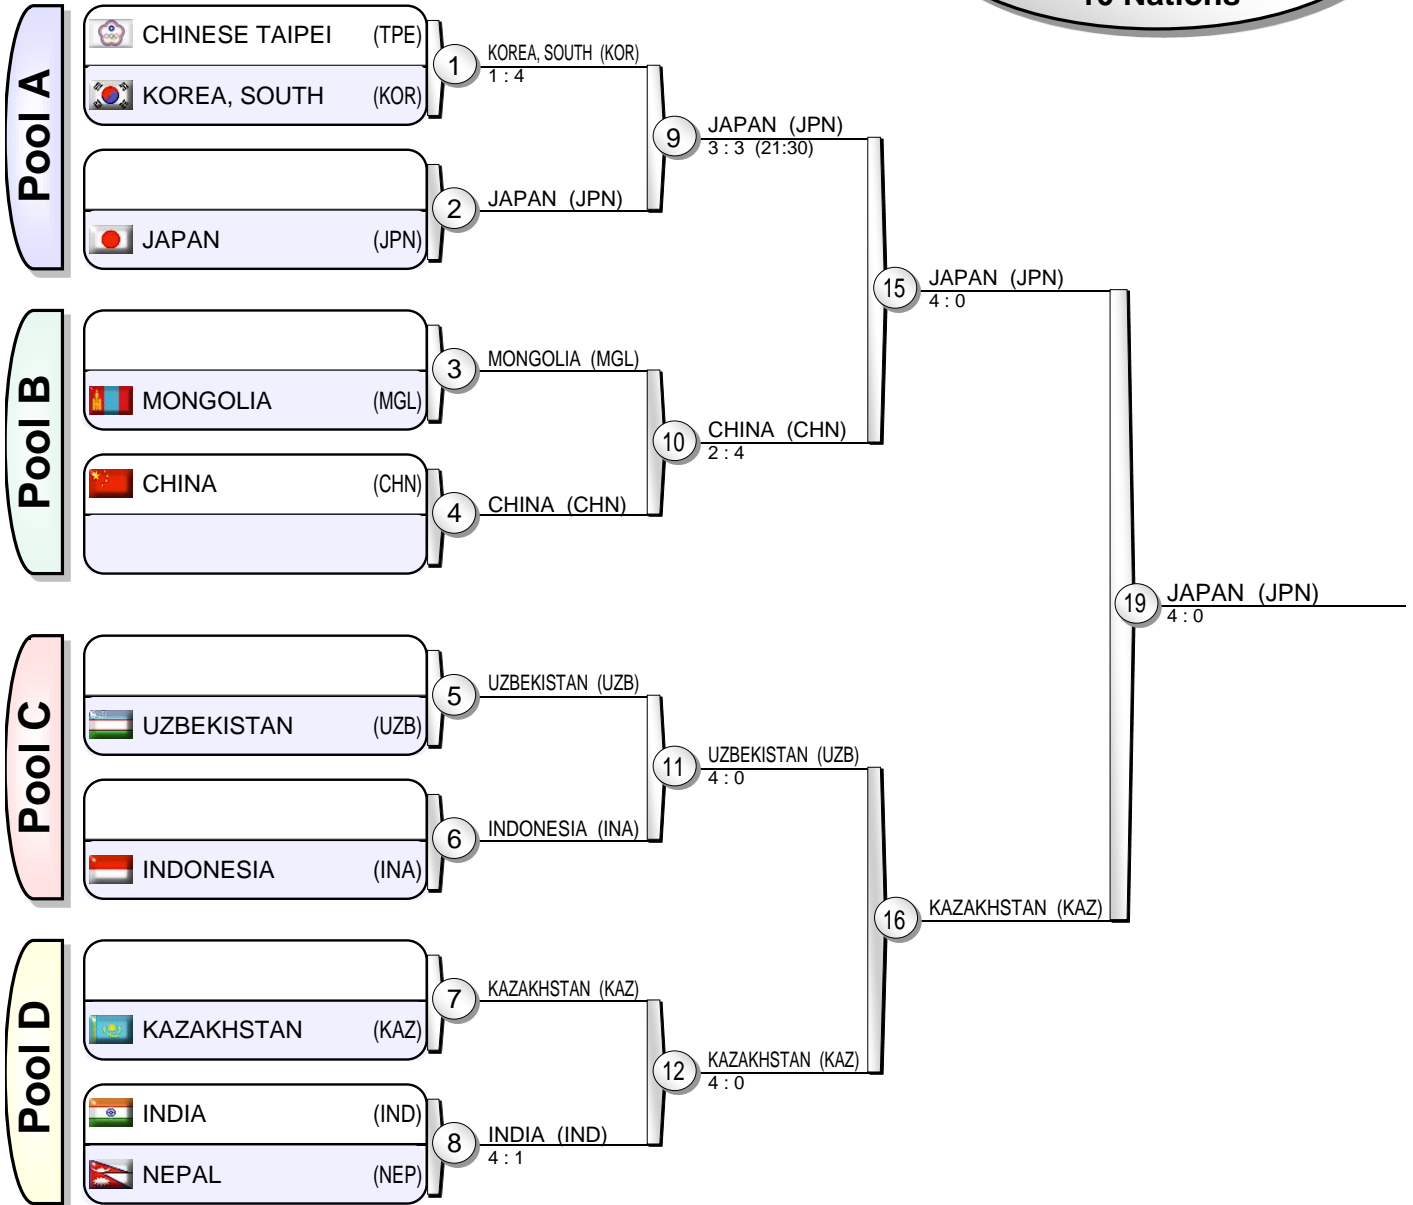 10 Nations
Pool A
CHINESE TAIPEI (TPE)
KOREA, SOUTH (KOR)
1
KOREA, SOUTH (KOR)
1 : 4
JAPAN (JPN)
2
JAPAN (JPN)
9
JAPAN (JPN)
3 : 3 (21:30)
Pool B
MONGOLIA (MGL)
3
MONGOLIA (MGL)
CHINA (CHN)
4
CHINA (CHN)
10
CHINA (CHN)
2 : 4
15
JAPAN (JPN)
4 : 0
Pool C
UZBEKISTAN (UZB)
5
UZBEKISTAN (UZB)
INDONESIA (INA)
6
INDONESIA (INA)
11
UZBEKISTAN (UZB)
4 : 0
Pool D
KAZAKHSTAN (KAZ)
7
KAZAKHSTAN (KAZ)
INDIA (IND)
NEPAL (NEP)
8
INDIA (IND)
4 : 1
12
KAZAKHSTAN (KAZ)
4 : 0
16
KAZAKHSTAN (KAZ)
19
JAPAN (JPN)
4 : 0